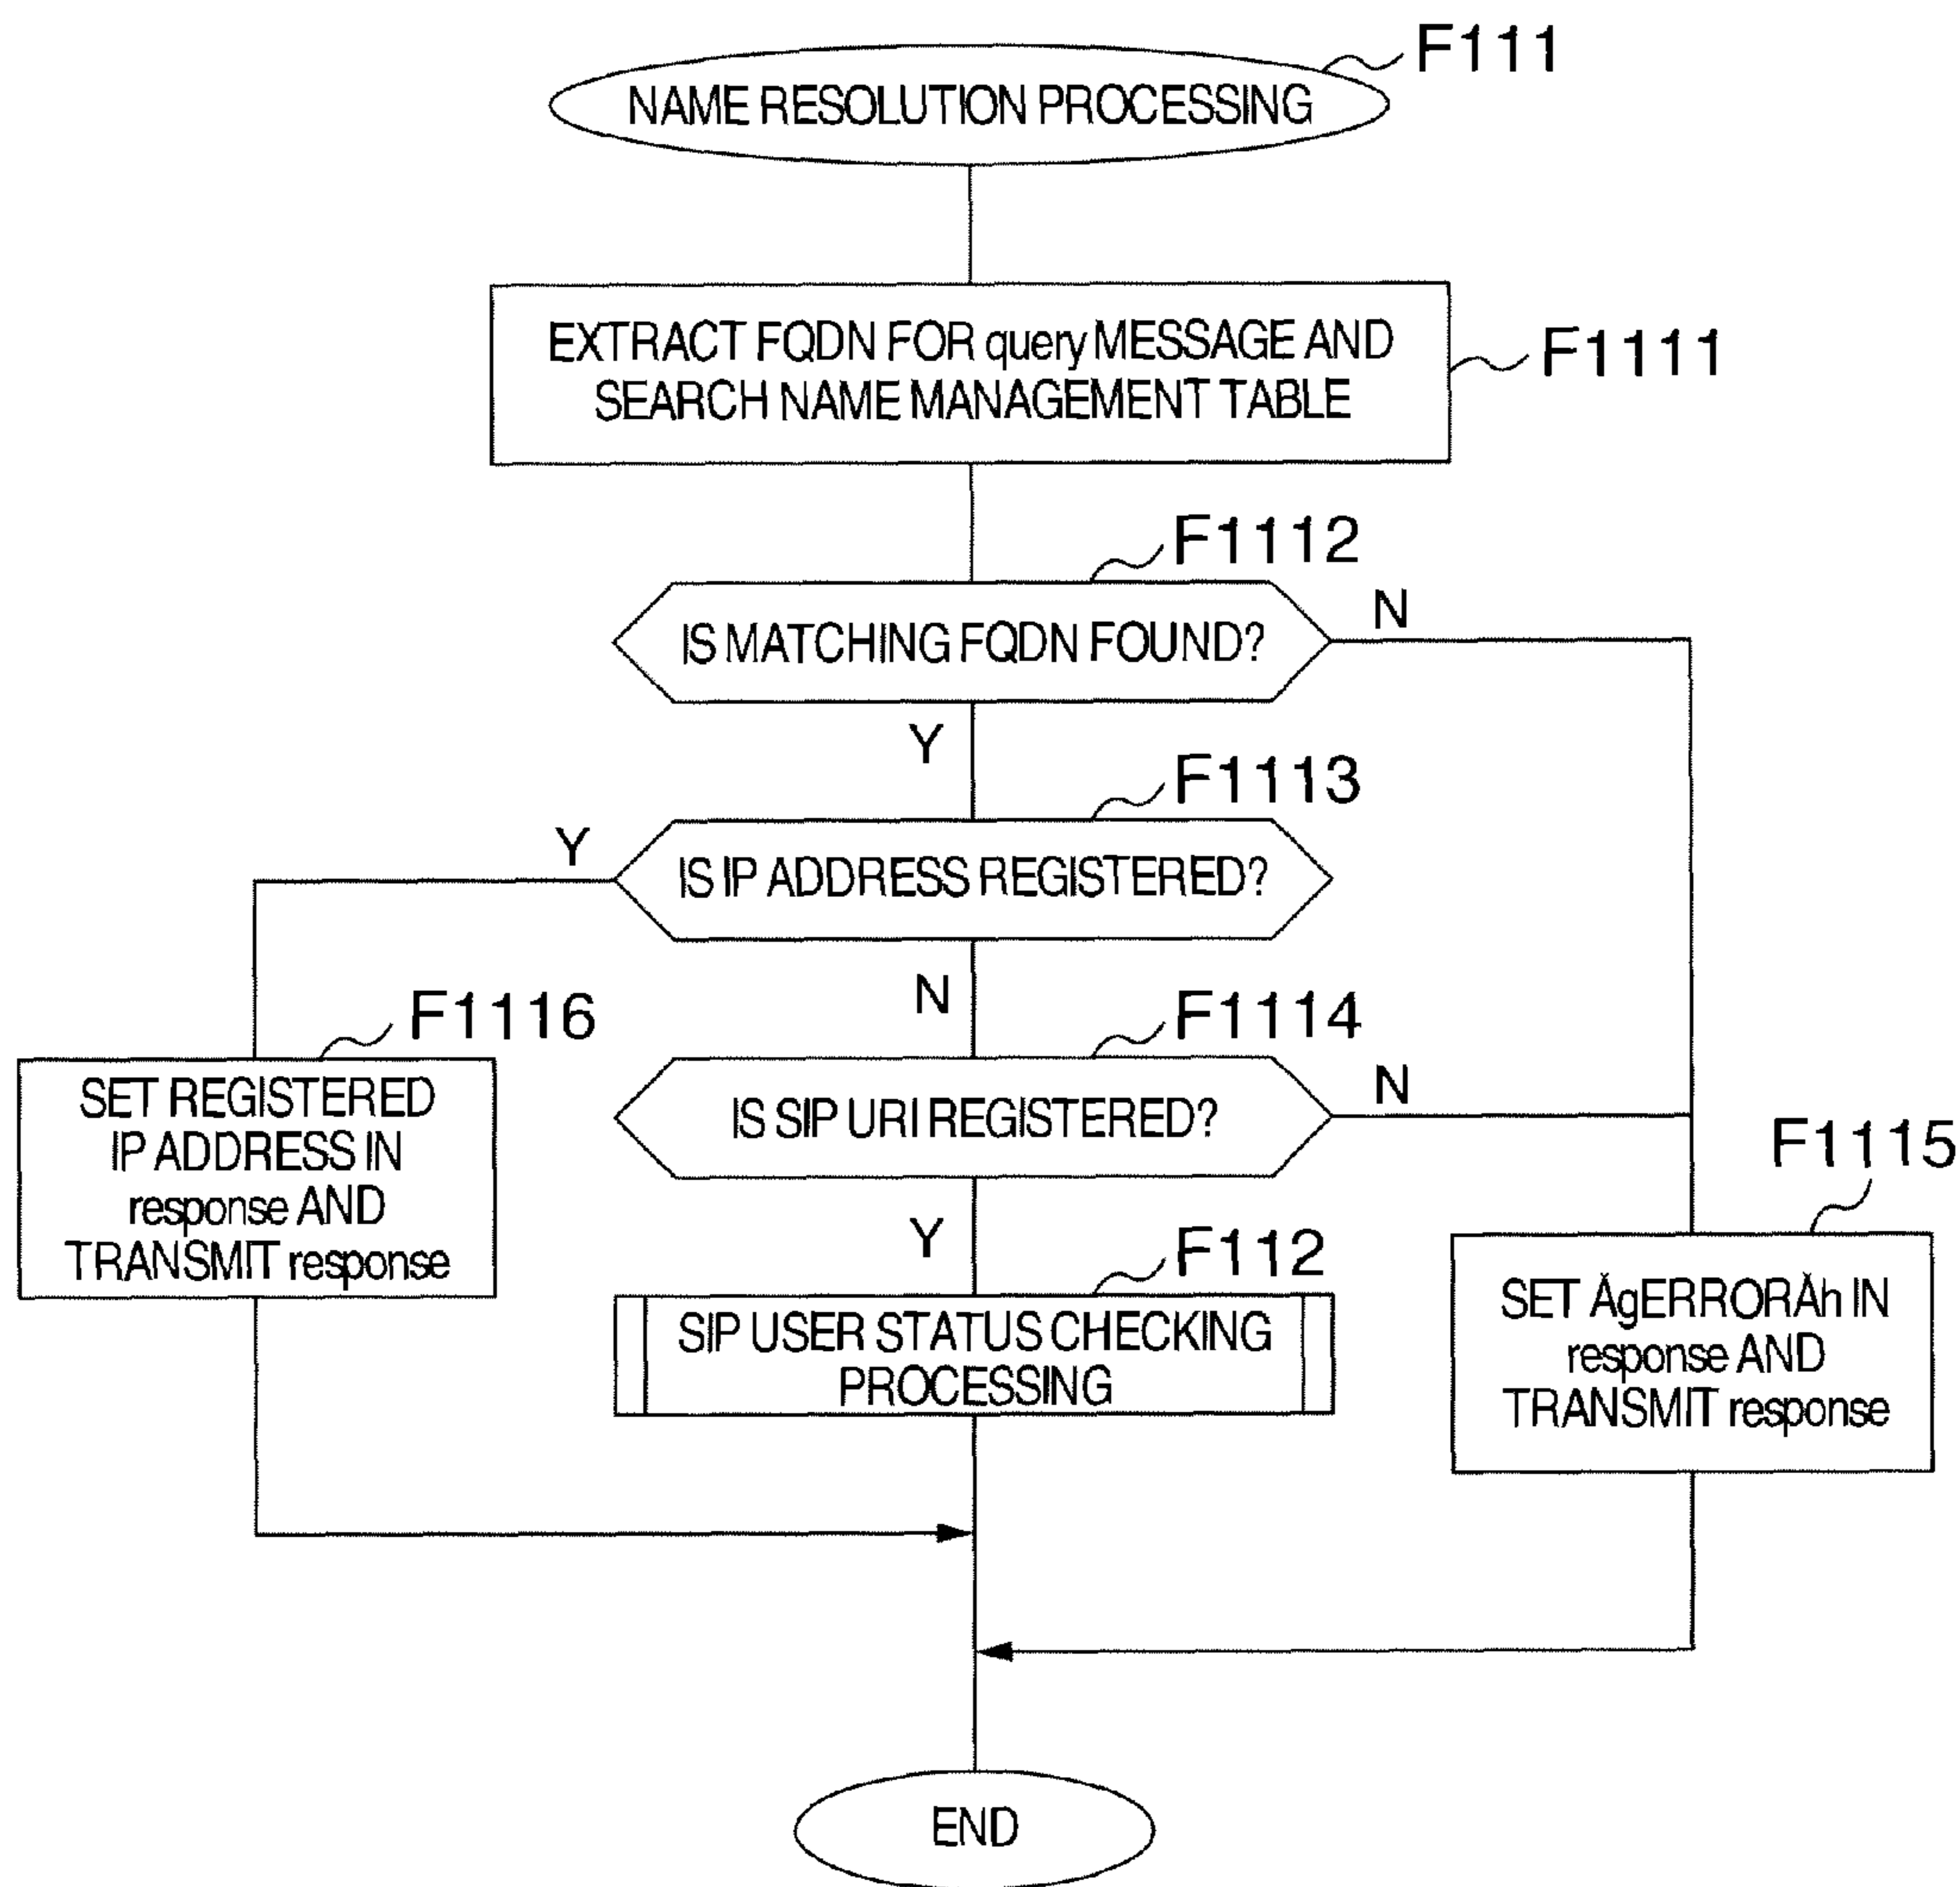 F111
NAME RESOLUTION PROCESSING
EXTRACT FQDN FOR query MESSAGE AND
SEARCH NAME MANAGEMENT TABLE
F1111
F1112
IS MATCHING FQDN FOUND?
N
Y
F1113
Y
IS IP ADDRESS REGISTERED?
N
F1116
SET REGISTERED
IP ADDRESS IN
response AND
TRANSMIT response
F1114
IS SIP URI REGISTERED?
N
Y
F1115
SET ĂgERRORĂh IN
response AND
TRANSMIT response
F112
SIP USER STATUS CHECKING
PROCESSING
END